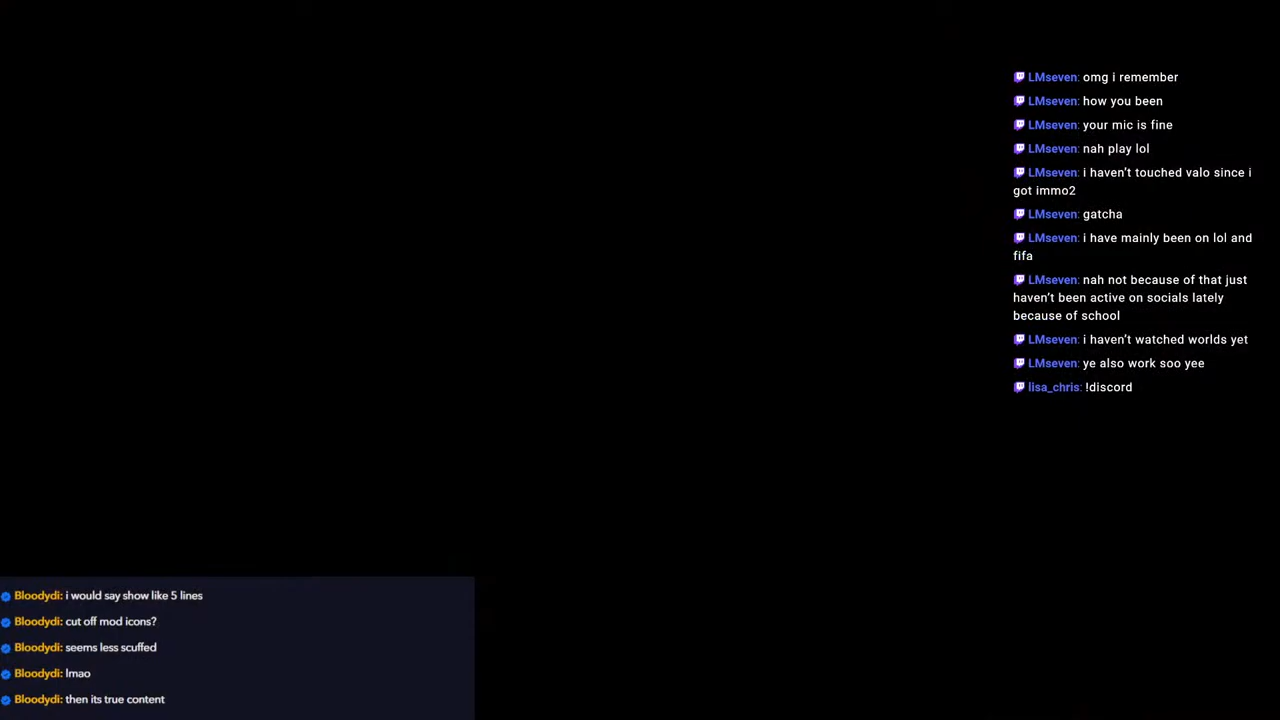 LMseven: omg i remember
LMseven: how you been
LMseven: your mic is fine
LMseven: nah play lol
LMseven: i haven't touched valo since i
got immo2
LMseven: gatcha
LMseven: i have mainly been on lol and
fifa
LMseven: nah not because of that just
haven't been active on socials lately
because of school
LMseven: i haven't watched worlds yet
LMseven: ye also work soo yee
lisa_chris: !discord
Bloodydi: i would say show like 5 lines
Bloodydi: cut off mod icons?
Bloodydi: seems less scuffed
Bloodydi: lmao
Bloodydi: then its true content